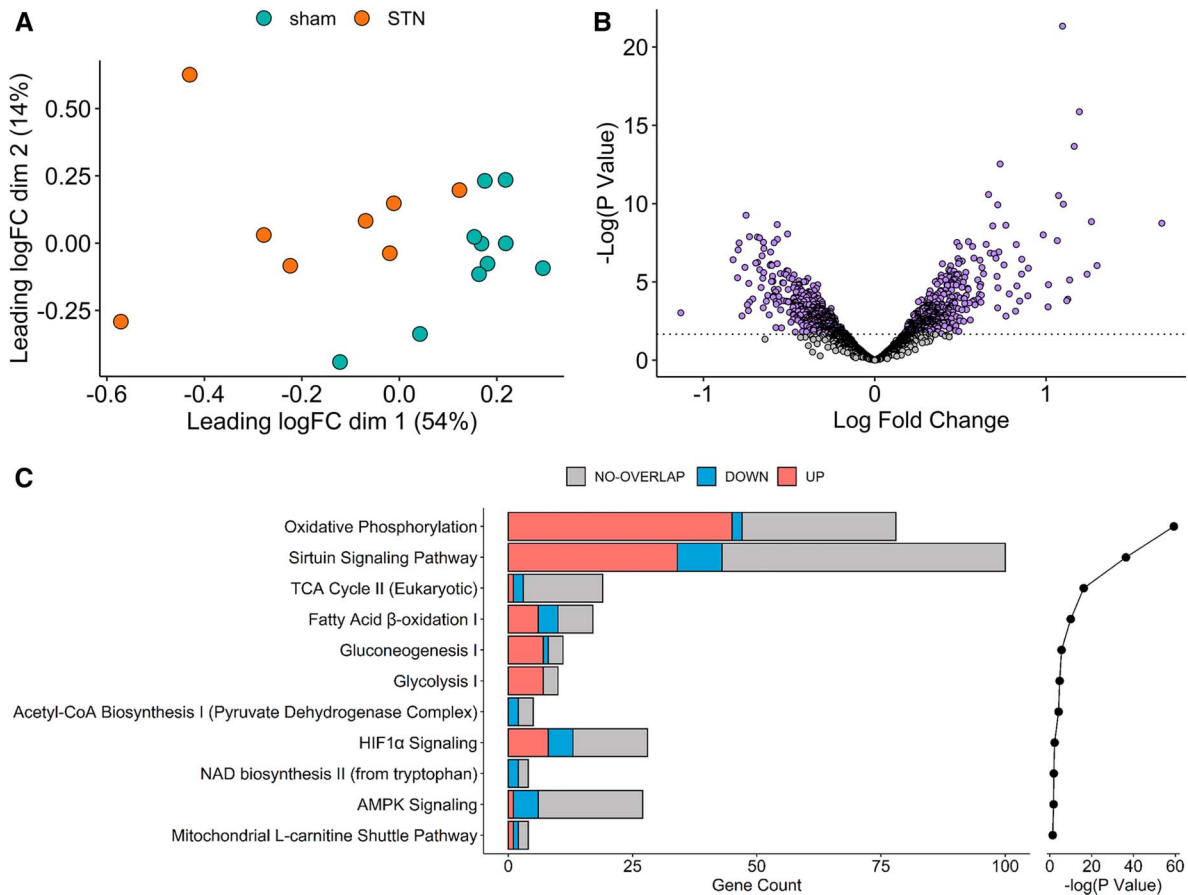 A
sham
STN
B
Leading logFC dim 2 (14%)
0.50
0.25
0.00
-0.25
-0.6
-0.4
-0.2
0.0
0.2
Leading logFC dim 1 (54%)
-Log(P Value)
20
15
10
5
0
-1
0
1
Log Fold Change
C
NO-OVERLAP
DOWN
UP
Oxidative Phosphorylation
Sirtuin Signaling Pathway
TCA Cycle II (Eukaryotic)
Fatty Acid β-oxidation I
Gluconeogenesis I
Glycolysis I
Acetyl-CoA Biosynthesis I (Pyruvate Dehydrogenase Complex)
HIF1α Signaling
NAD biosynthesis II (from tryptophan)
AMPK Signaling
Mitochondrial L-carnitine Shuttle Pathway
0
25
50
75
100
Gene Count
0
20
40
60
-log(P Value)